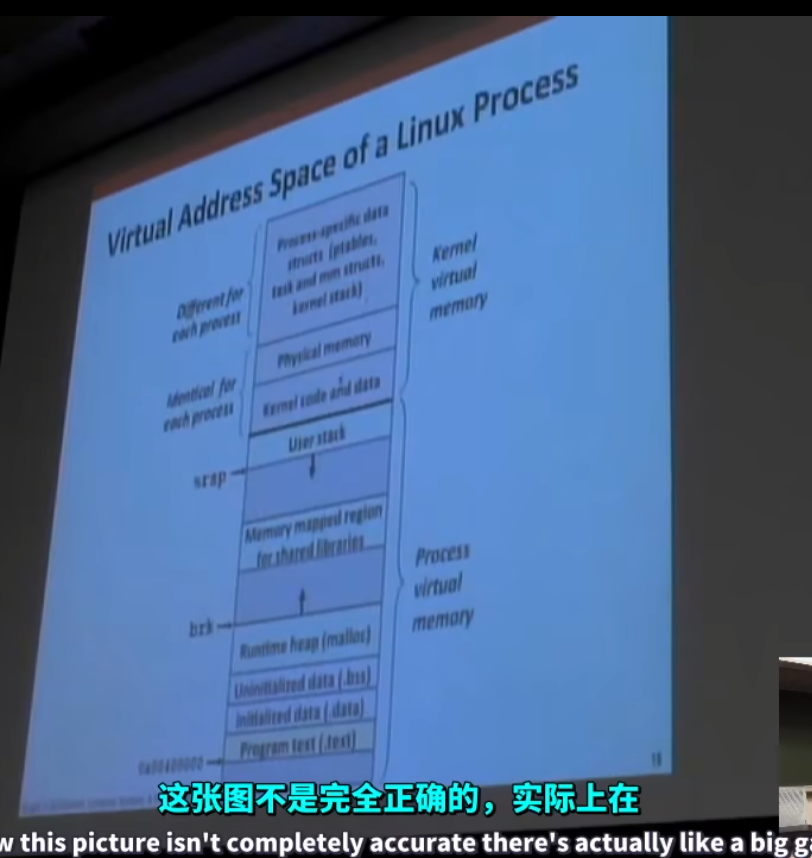 Virtual Address Space of a Linux Process
Different for
each process
Process-specific data
structs (ptables,
task and mm structs,
kernel stack)
Kernel
virtual
memory
Physical memory
Identical for
each process
Kernel code and data
User stack
Memory mapped region
for shared libraries
Process
virtual
memory
brk
Runtime heap (malloc)
Uninitialized data (.bss)
Initialized data (.data)
Program text (.text)
这张图不是完全正确的，实际上在
w this picture isn't completely accurate there's actually like a big g